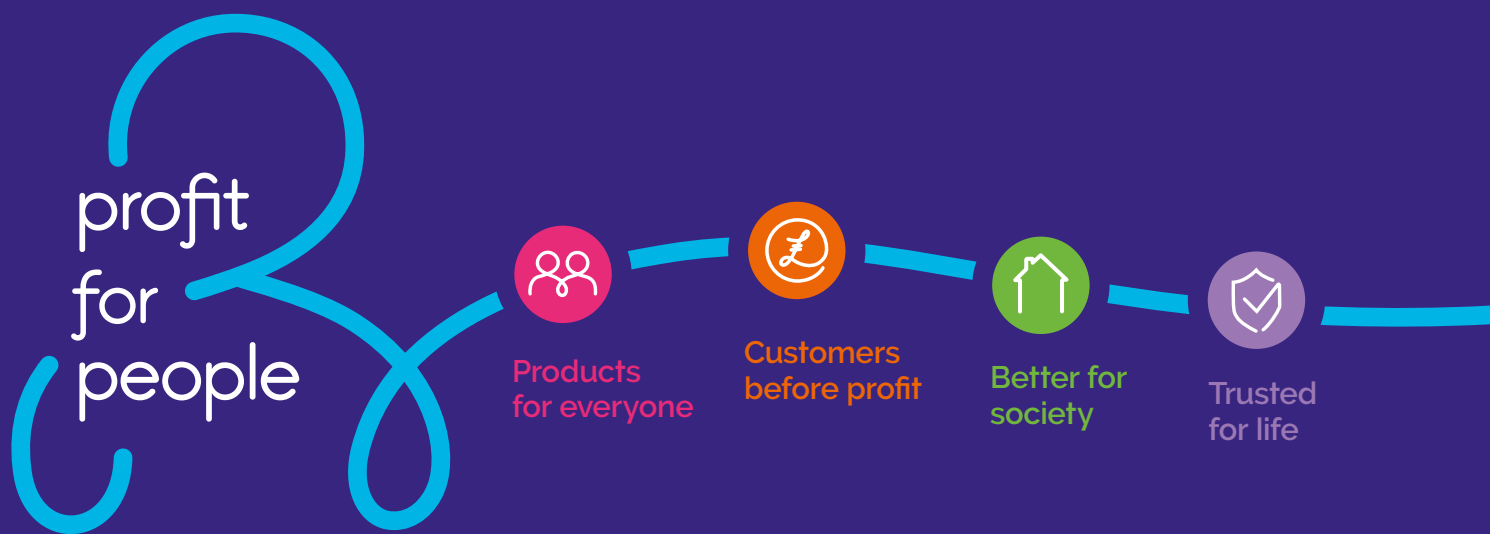 profit
for
people
Products
for everyone
Customers
before profit
Better for
society
Trusted
for life